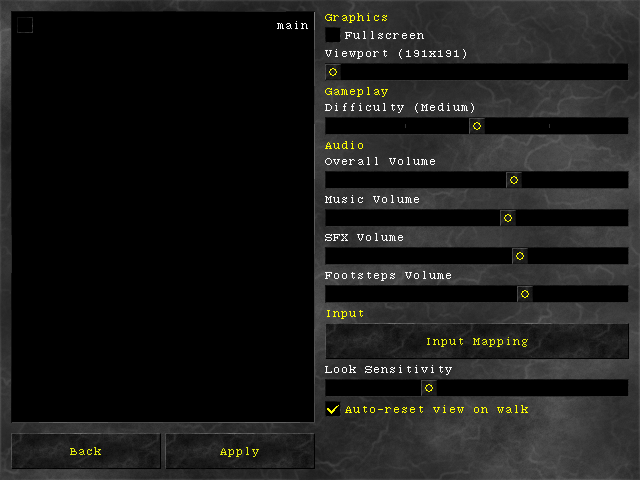 main
Graphics
Fullscreen
Viewport (191x191)
Gameplay
Difficulty (Medium)
Audio
Overall Volume
Music Volume
SFX Volume
Footsteps Volume
Input
Input Mapping
Look Sensitivity
Auto-reset view on walk
Back
Apply